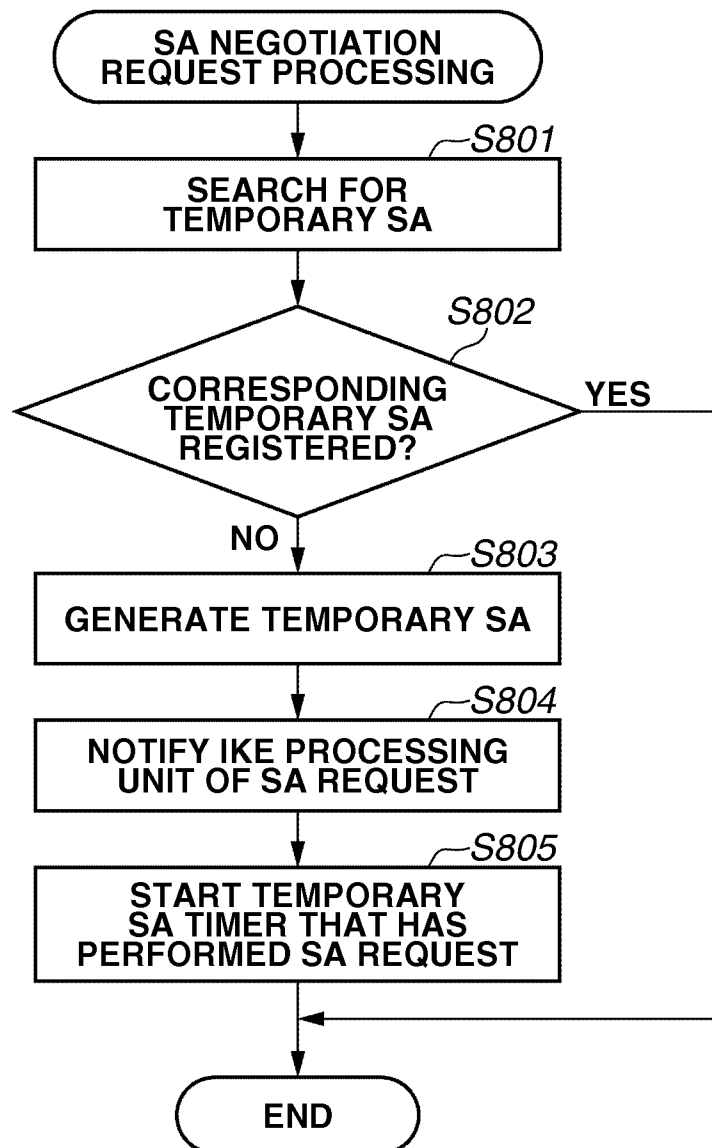 SA NEGOTIATION
REQUEST PROCESSING
S801
SEARCH FOR
TEMPORARY SA
S802
CORRESPONDING
TEMPORARY SA
REGISTERED?
YES
NO
S803
GENERATE TEMPORARY SA
S804
NOTIFY IKE PROCESSING
UNIT OF SA REQUEST
S805
START TEMPORARY
SA TIMER THAT HAS
PERFORMED SA REQUEST
END